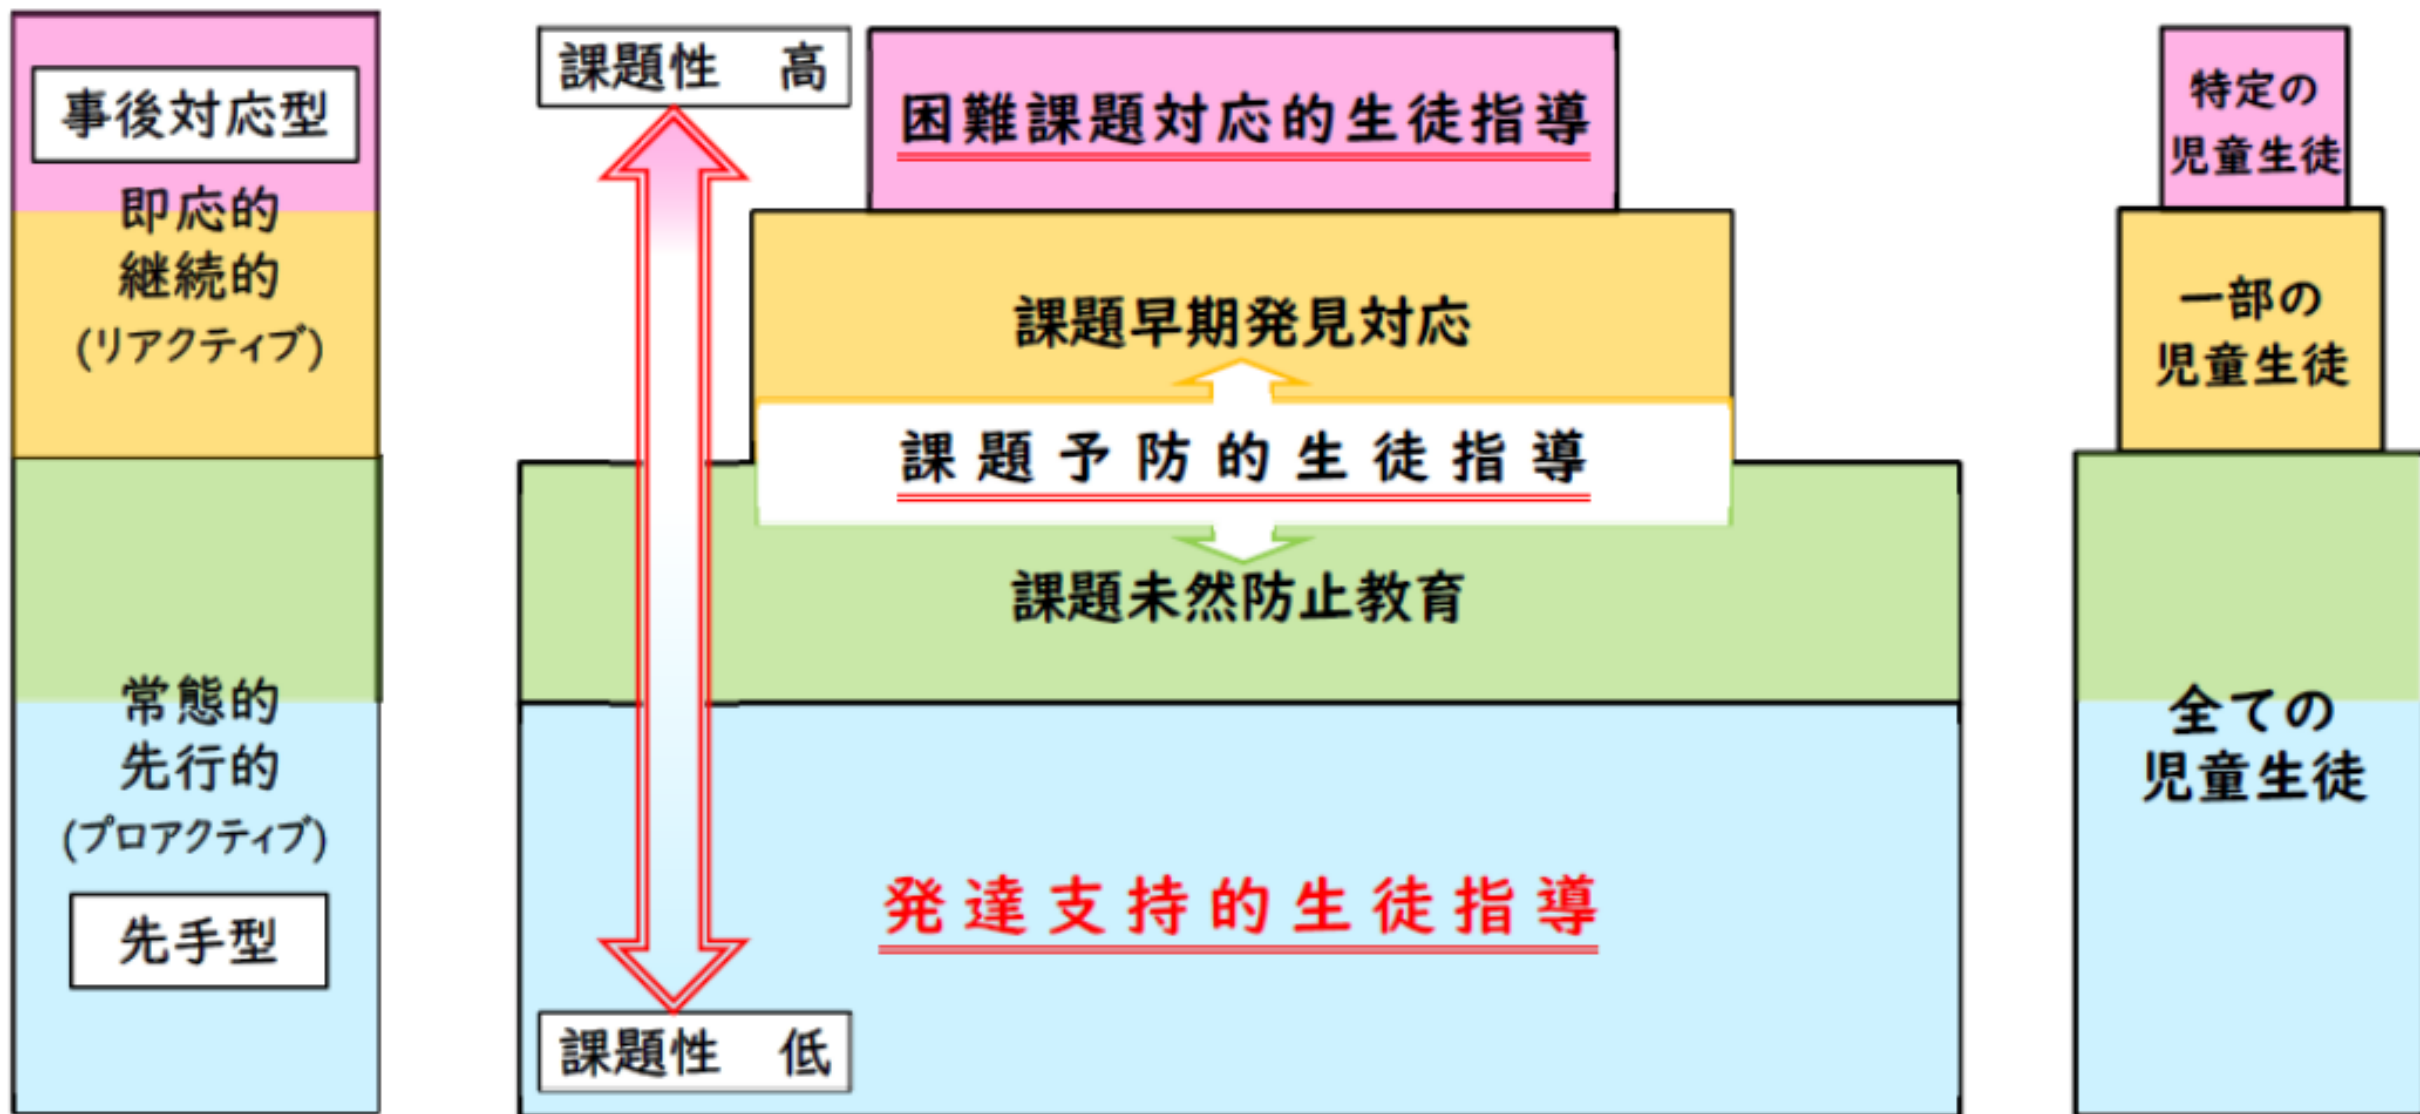 事後対応型
即応的
継続的
(リアクティブ)
常態的
先行的
(プロアクティブ)
先手型
課題性　高
課題性　低
困難課題対応的生徒指導
課題早期発見対応
課題予防的生徒指導
課題未然防止教育
発達支持的生徒指導
特定の
児童生徒
一部の
児童生徒
全ての
児童生徒